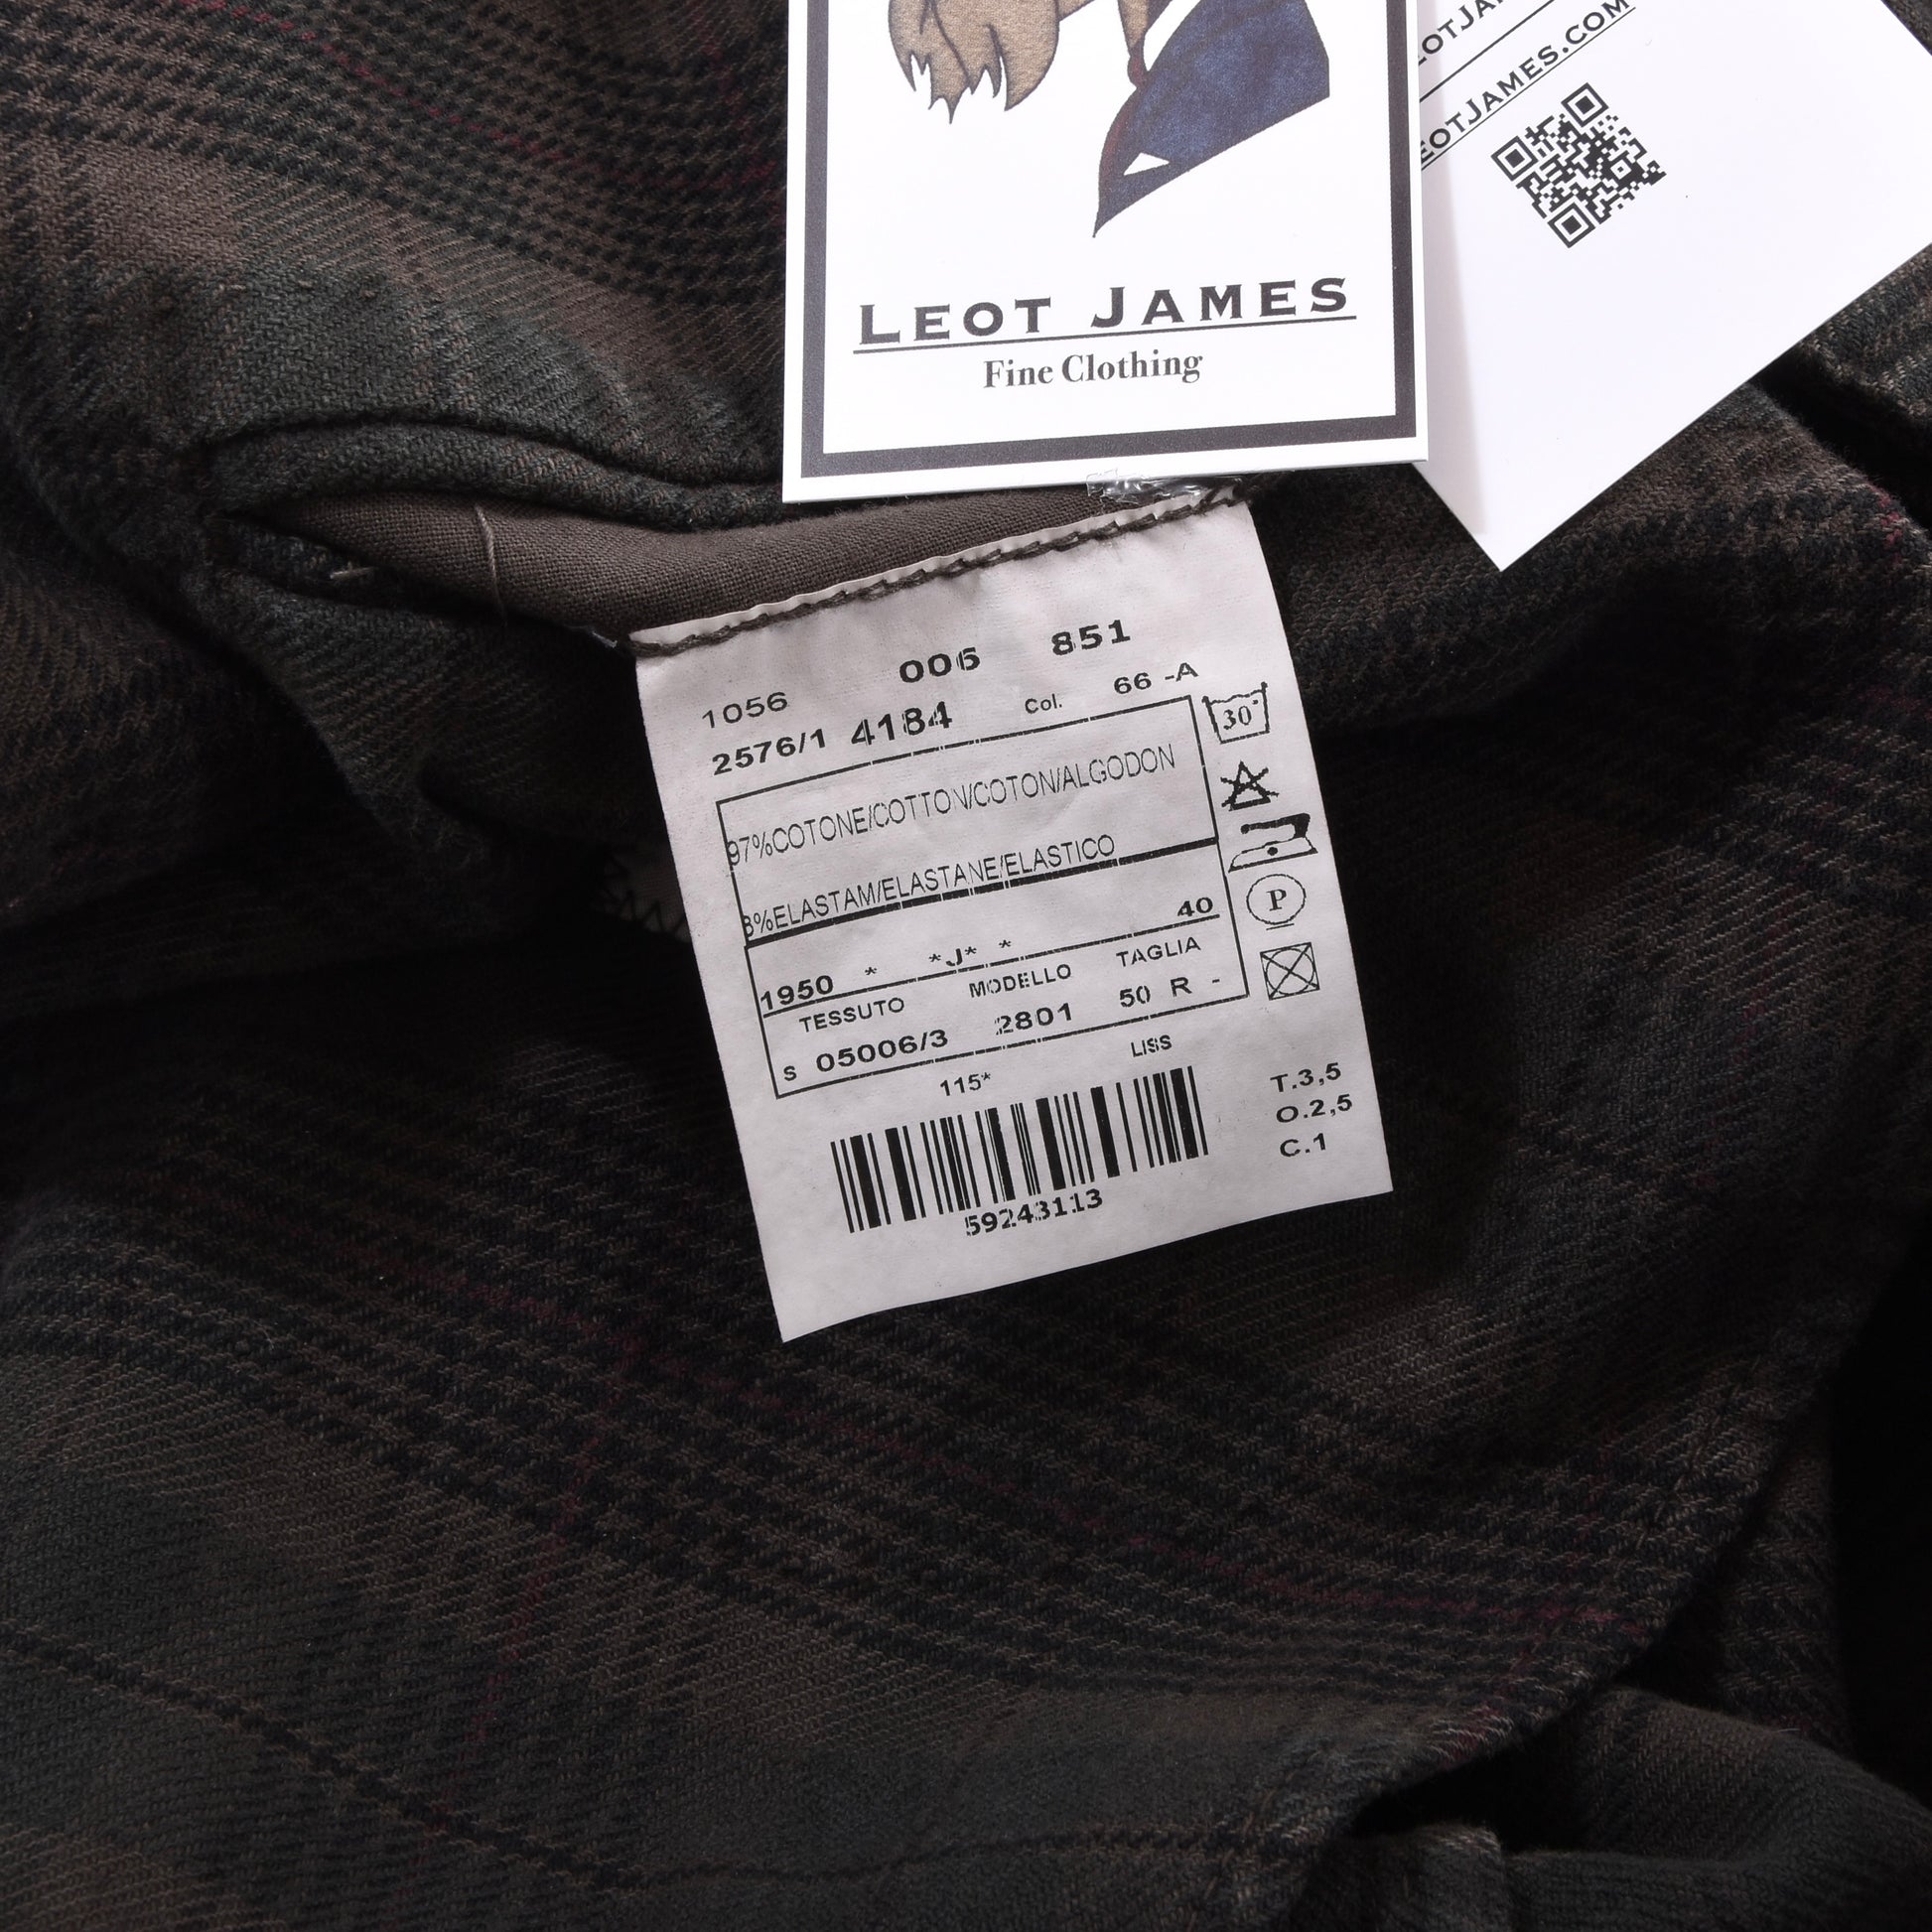 LEOT JAMES
Fine Clothing
LEOTJAMES.COM
006 851
1056
66 -A
2576/1 4184 Col.
30°
97%COTONE/COTTON/COTON/ALGODON
3%ELASTAM/ELASTANE/ELASTICO
P
40
1950 * *J* *
TESSUTO MODELLO TAGLIA
S 05006/3 2801 50 R -
115* LISS
T.3,5
O.2,5
C.1
59243113